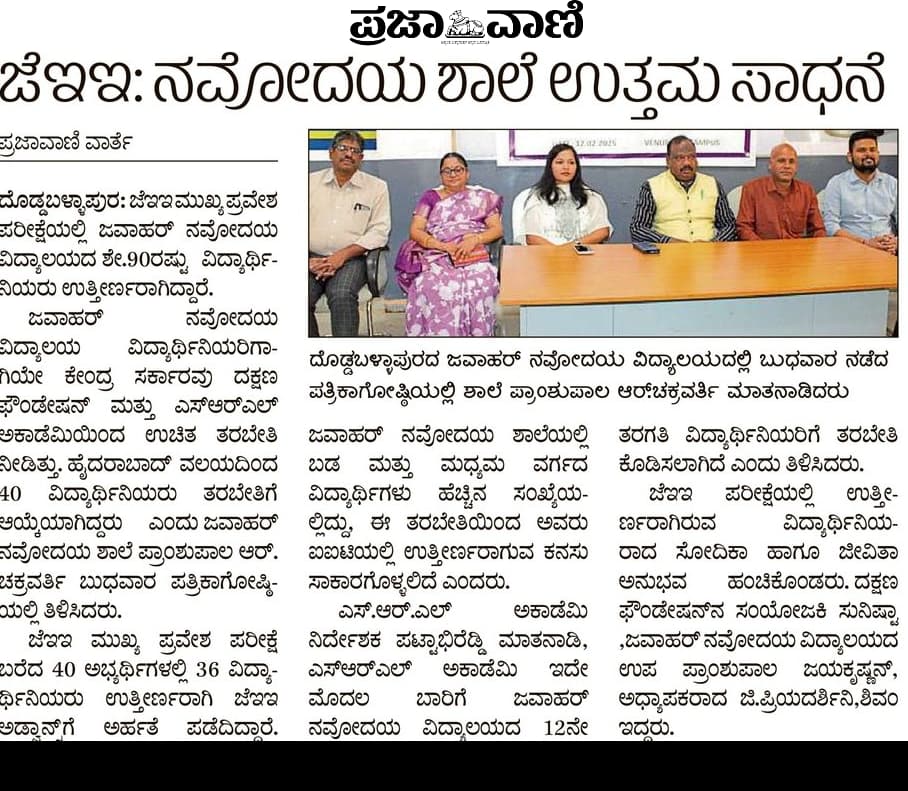 ಪ್ರಜಾವಾಣಿ
ಜೆಇಇ: ನವೋದಯ ಶಾಲೆ ಉತ್ತಮ ಸಾಧನೆ
ಪ್ರಜಾವಾಣಿ ವಾರ್ತೆ
ದೊಡ್ಡಬಳ್ಳಾಪುರ: ಜೆಇಇ ಮುಖ್ಯ ಪ್ರವೇಶ
ಪರೀಕ್ಷೆಯಲ್ಲಿ ಜವಾಹರ್ ನವೋದಯ
ವಿದ್ಯಾಲಯದ ಶೇ.90ರಷ್ಟು ವಿದ್ಯಾರ್ಥಿ-
ನಿಯರು ಉತ್ತೀರ್ಣರಾಗಿದ್ದಾರೆ.
ಜವಾಹರ್ ನವೋದಯ
ವಿದ್ಯಾಲಯ ವಿದ್ಯಾರ್ಥಿನಿಯರಿಗಾ-
ಗಿಯೇ ಕೇಂದ್ರ ಸರ್ಕಾರವು ದಕ್ಷಣ
ಫೌಂಡೇಷನ್ ಮತ್ತು ಎಸ್‌ಆರ್‌ಎಲ್
ಅಕಾಡೆಮಿಯಿಂದ ಉಚಿತ ತರಬೇತಿ
ನೀಡಿತ್ತು. ಹೈದರಾಬಾದ್ ವಲಯದಿಂದ
40 ವಿದ್ಯಾರ್ಥಿನಿಯರು ತರಬೇತಿಗೆ
ಆಯ್ಕೆಯಾಗಿದ್ದರು ಎಂದು ಜವಾಹರ್
ನವೋದಯ ಶಾಲೆ ಪ್ರಾಂಶುಪಾಲ ಆರ್.
ಚಕ್ರವರ್ತಿ ಬುಧವಾರ ಪತ್ರಿಕಾಗೋಷ್ಠಿ-
ಯಲ್ಲಿ ತಿಳಿಸಿದರು.
ಜೆಇಇ ಮುಖ್ಯ ಪ್ರವೇಶ ಪರೀಕ್ಷೆ
ಬರೆದ 40 ಅಭ್ಯರ್ಥಿಗಳಲ್ಲಿ 36 ವಿದ್ಯಾ-
ರ್ಥಿನಿಯರು ಉತ್ತೀರ್ಣರಾಗಿ ಜೆಇಇ
ಅಡ್ವಾನ್ಸ್‌ಗೆ ಅರ್ಹತೆ ಪಡೆದಿದ್ದಾರೆ.
12.02.2025 VENUE
ದೊಡ್ಡಬಳ್ಳಾಪುರದ ಜವಾಹರ್ ನವೋದಯ ವಿದ್ಯಾಲಯದಲ್ಲಿ ಬುಧವಾರ ನಡೆದ
ಪತ್ರಿಕಾಗೋಷ್ಠಿಯಲ್ಲಿ ಶಾಲೆ ಪ್ರಾಂಶುಪಾಲ ಆರ್.ಚಕ್ರವರ್ತಿ ಮಾತನಾಡಿದರು
ಜವಾಹರ್ ನವೋದಯ ಶಾಲೆಯಲ್ಲಿ
ಬಡ ಮತ್ತು ಮಧ್ಯಮ ವರ್ಗದ
ವಿದ್ಯಾರ್ಥಿಗಳು ಹೆಚ್ಚಿನ ಸಂಖ್ಯೆಯ-
ಲ್ಲಿದ್ದು, ಈ ತರಬೇತಿಯಿಂದ ಅವರು
ಐಐಟಿಯಲ್ಲಿ ಉತ್ತೀರ್ಣರಾಗುವ ಕನಸು
ಸಾಕಾರಗೊಳ್ಳಲಿದೆ ಎಂದರು.
ಎಸ್.ಆರ್.ಎಲ್ ಅಕಾಡೆಮಿ
ನಿರ್ದೇಶಕ ಪಟ್ಟಾಭಿರೆಡ್ಡಿ ಮಾತನಾಡಿ,
ಎಸ್‌ಆರ್‌ಎಲ್ ಅಕಾಡೆಮಿ ಇದೇ
ಮೊದಲ ಬಾರಿಗೆ ಜವಾಹರ್
ನವೋದಯ ವಿದ್ಯಾಲಯದ 12ನೇ
ತರಗತಿ ವಿದ್ಯಾರ್ಥಿನಿಯರಿಗೆ ತರಬೇತಿ
ಕೊಡಿಸಲಾಗಿದೆ ಎಂದು ತಿಳಿಸಿದರು.
ಜೆಇಇ ಪರೀಕ್ಷೆಯಲ್ಲಿ ಉತ್ತೀ-
ರ್ಣರಾಗಿರುವ ವಿದ್ಯಾರ್ಥಿನಿಯ-
ರಾದ ಸೋದಿಕಾ ಹಾಗೂ ಜೀವಿತಾ
ಅನುಭವ ಹಂಚಿಕೊಂಡರು. ದಕ್ಷಣ
ಫೌಂಡೇಷನ್‌ನ ಸಂಯೋಜಕಿ ಸುನಿಷ್ಟಾ
,ಜವಾಹರ್ ನವೋದಯ ವಿದ್ಯಾಲಯದ
ಉಪ ಪ್ರಾಂಶುಪಾಲ ಜಯಕೃಷ್ಣನ್,
ಅಧ್ಯಾಪಕರಾದ ಜಿ.ಪ್ರಿಯದರ್ಶಿನಿ,ಶಿವಂ
ಇದ್ದರು.